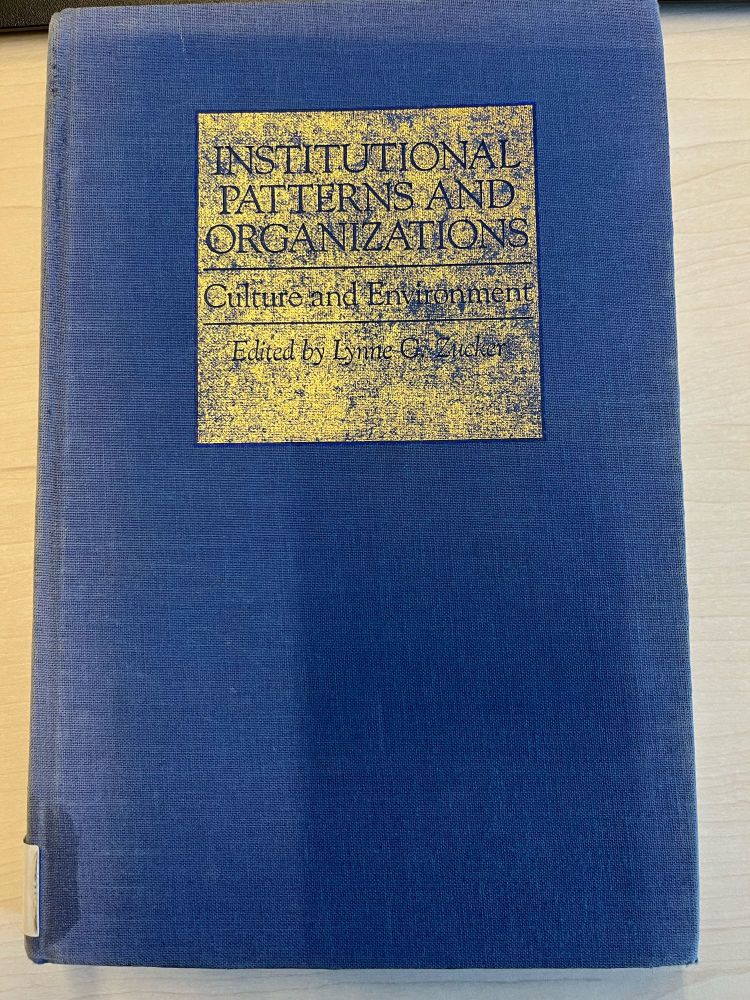 INSTITUTIONAL
PATTERNS AND
ORGANIZATIONS
Culture and Environment
Edited by Lynne G. Zucker